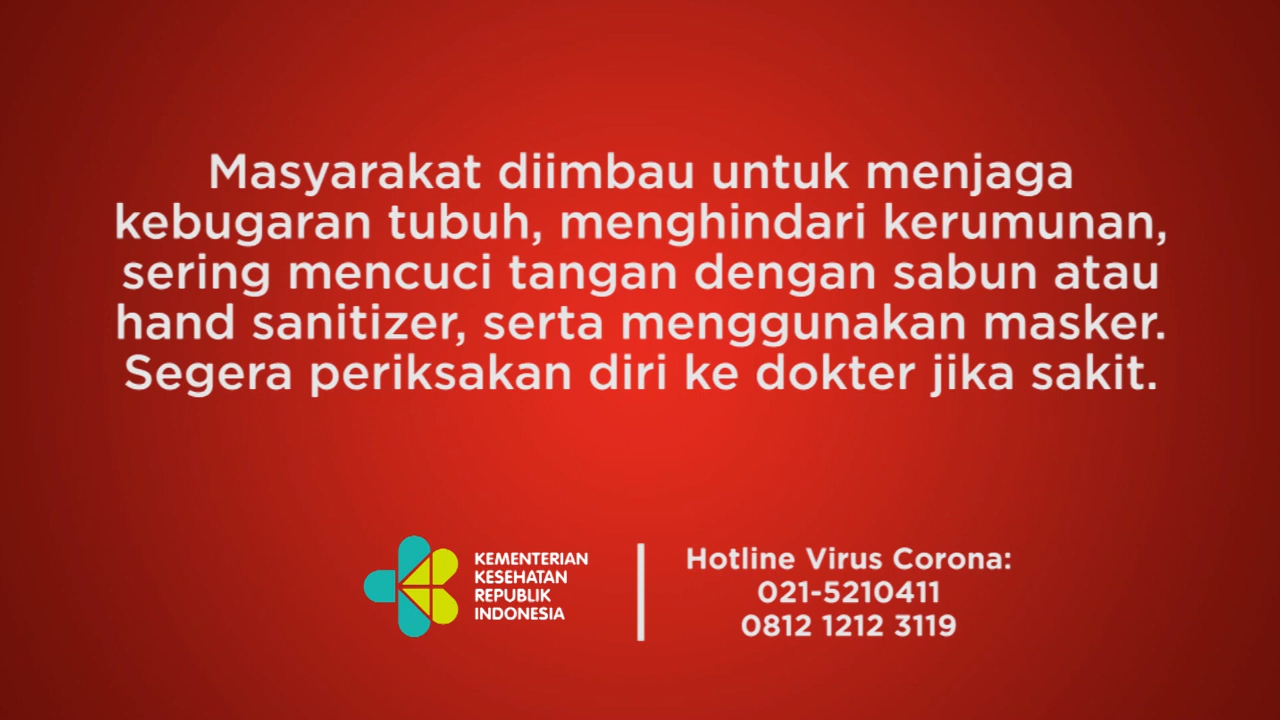 Masyarakat diimbau untuk menjaga
kebugaran tubuh, menghindari kerumunan,
sering mencuci tangan dengan sabun atau
hand sanitizer, serta menggunakan masker.
Segera periksakan diri ke dokter jika sakit.
KEMENTERIAN
KESEHATAN
REPUBLIK
INDONESIA
Hotline Virus Corona:
021-5210411
0812 1212 3119